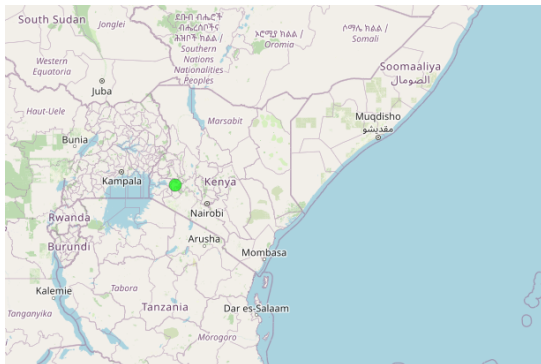 South Sudan
Jonglei
ደቡብ ብሔሮች
ብሔረሰቦችና
ሕዝቦች ክልል /
Southern
Nations
Nationalities
Peoples
ኦሮሚያ ክልል /
Oromia
ሶማሌ ክልል /
Somali
Western
Equatoria
Juba
Soomaaliya
الصومال
Haut-Uele
Marsabit
Muqdisho
مقديشو
Bunia
Kampala
Kenya
Nairobi
Rwanda
Burundi
Arusha
Mombasa
Kalemie
Tabora
Tanzania
Dar es-Salaam
Tanganyika
Morogoro